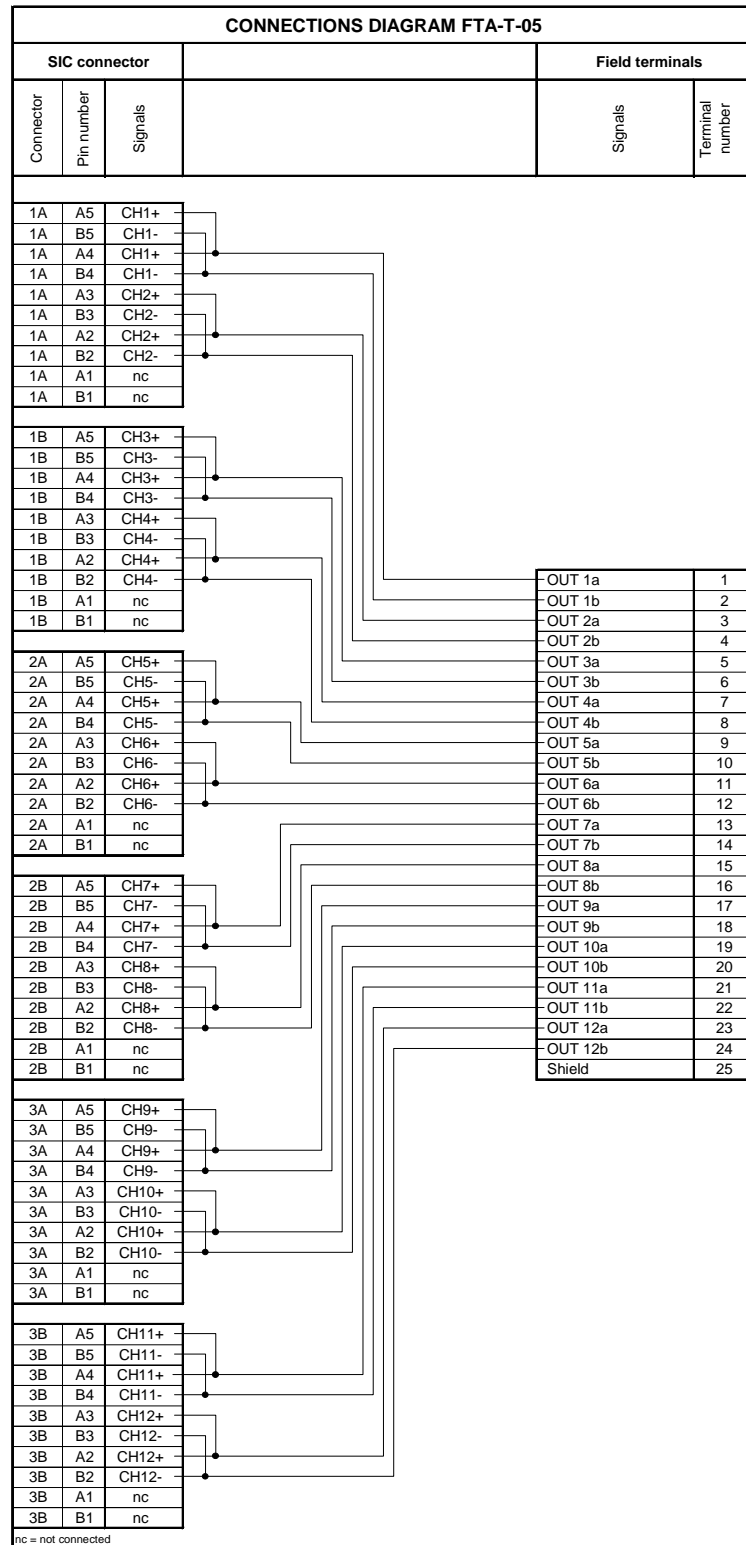 CONNECTIONS DIAGRAM FTA-T-05
SIC connector
Field terminals
Connector
Pin number
Signals
Signals
Terminal number
1A A5 CH1+
1A B5 CH1-
1A A4 CH1+
1A B4 CH1-
1A A3 CH2+
1A B3 CH2-
1A A2 CH2+
1A B2 CH2-
1A A1 nc
1A B1 nc
1B A5 CH3+
1B B5 CH3-
1B A4 CH3+
1B B4 CH3-
1B A3 CH4+
1B B3 CH4-
1B A2 CH4+
1B B2 CH4-
1B A1 nc
1B B1 nc
2A A5 CH5+
2A B5 CH5-
2A A4 CH5+
2A B4 CH5-
2A A3 CH6+
2A B3 CH6-
2A A2 CH6+
2A B2 CH6-
2A A1 nc
2A B1 nc
2B A5 CH7+
2B B5 CH7-
2B A4 CH7+
2B B4 CH7-
2B A3 CH8+
2B B3 CH8-
2B A2 CH8+
2B B2 CH8-
2B A1 nc
2B B1 nc
3A A5 CH9+
3A B5 CH9-
3A A4 CH9+
3A B4 CH9-
3A A3 CH10+
3A B3 CH10-
3A A2 CH10+
3A B2 CH10-
3A A1 nc
3A B1 nc
3B A5 CH11+
3B B5 CH11-
3B A4 CH11+
3B B4 CH11-
3B A3 CH12+
3B B3 CH12-
3B A2 CH12+
3B B2 CH12-
3B A1 nc
3B B1 nc
nc = not connected
OUT 1a 1
OUT 1b 2
OUT 2a 3
OUT 2b 4
OUT 3a 5
OUT 3b 6
OUT 4a 7
OUT 4b 8
OUT 5a 9
OUT 5b 10
OUT 6a 11
OUT 6b 12
OUT 7a 13
OUT 7b 14
OUT 8a 15
OUT 8b 16
OUT 9a 17
OUT 9b 18
OUT 10a 19
OUT 10b 20
OUT 11a 21
OUT 11b 22
OUT 12a 23
OUT 12b 24
Shield 25